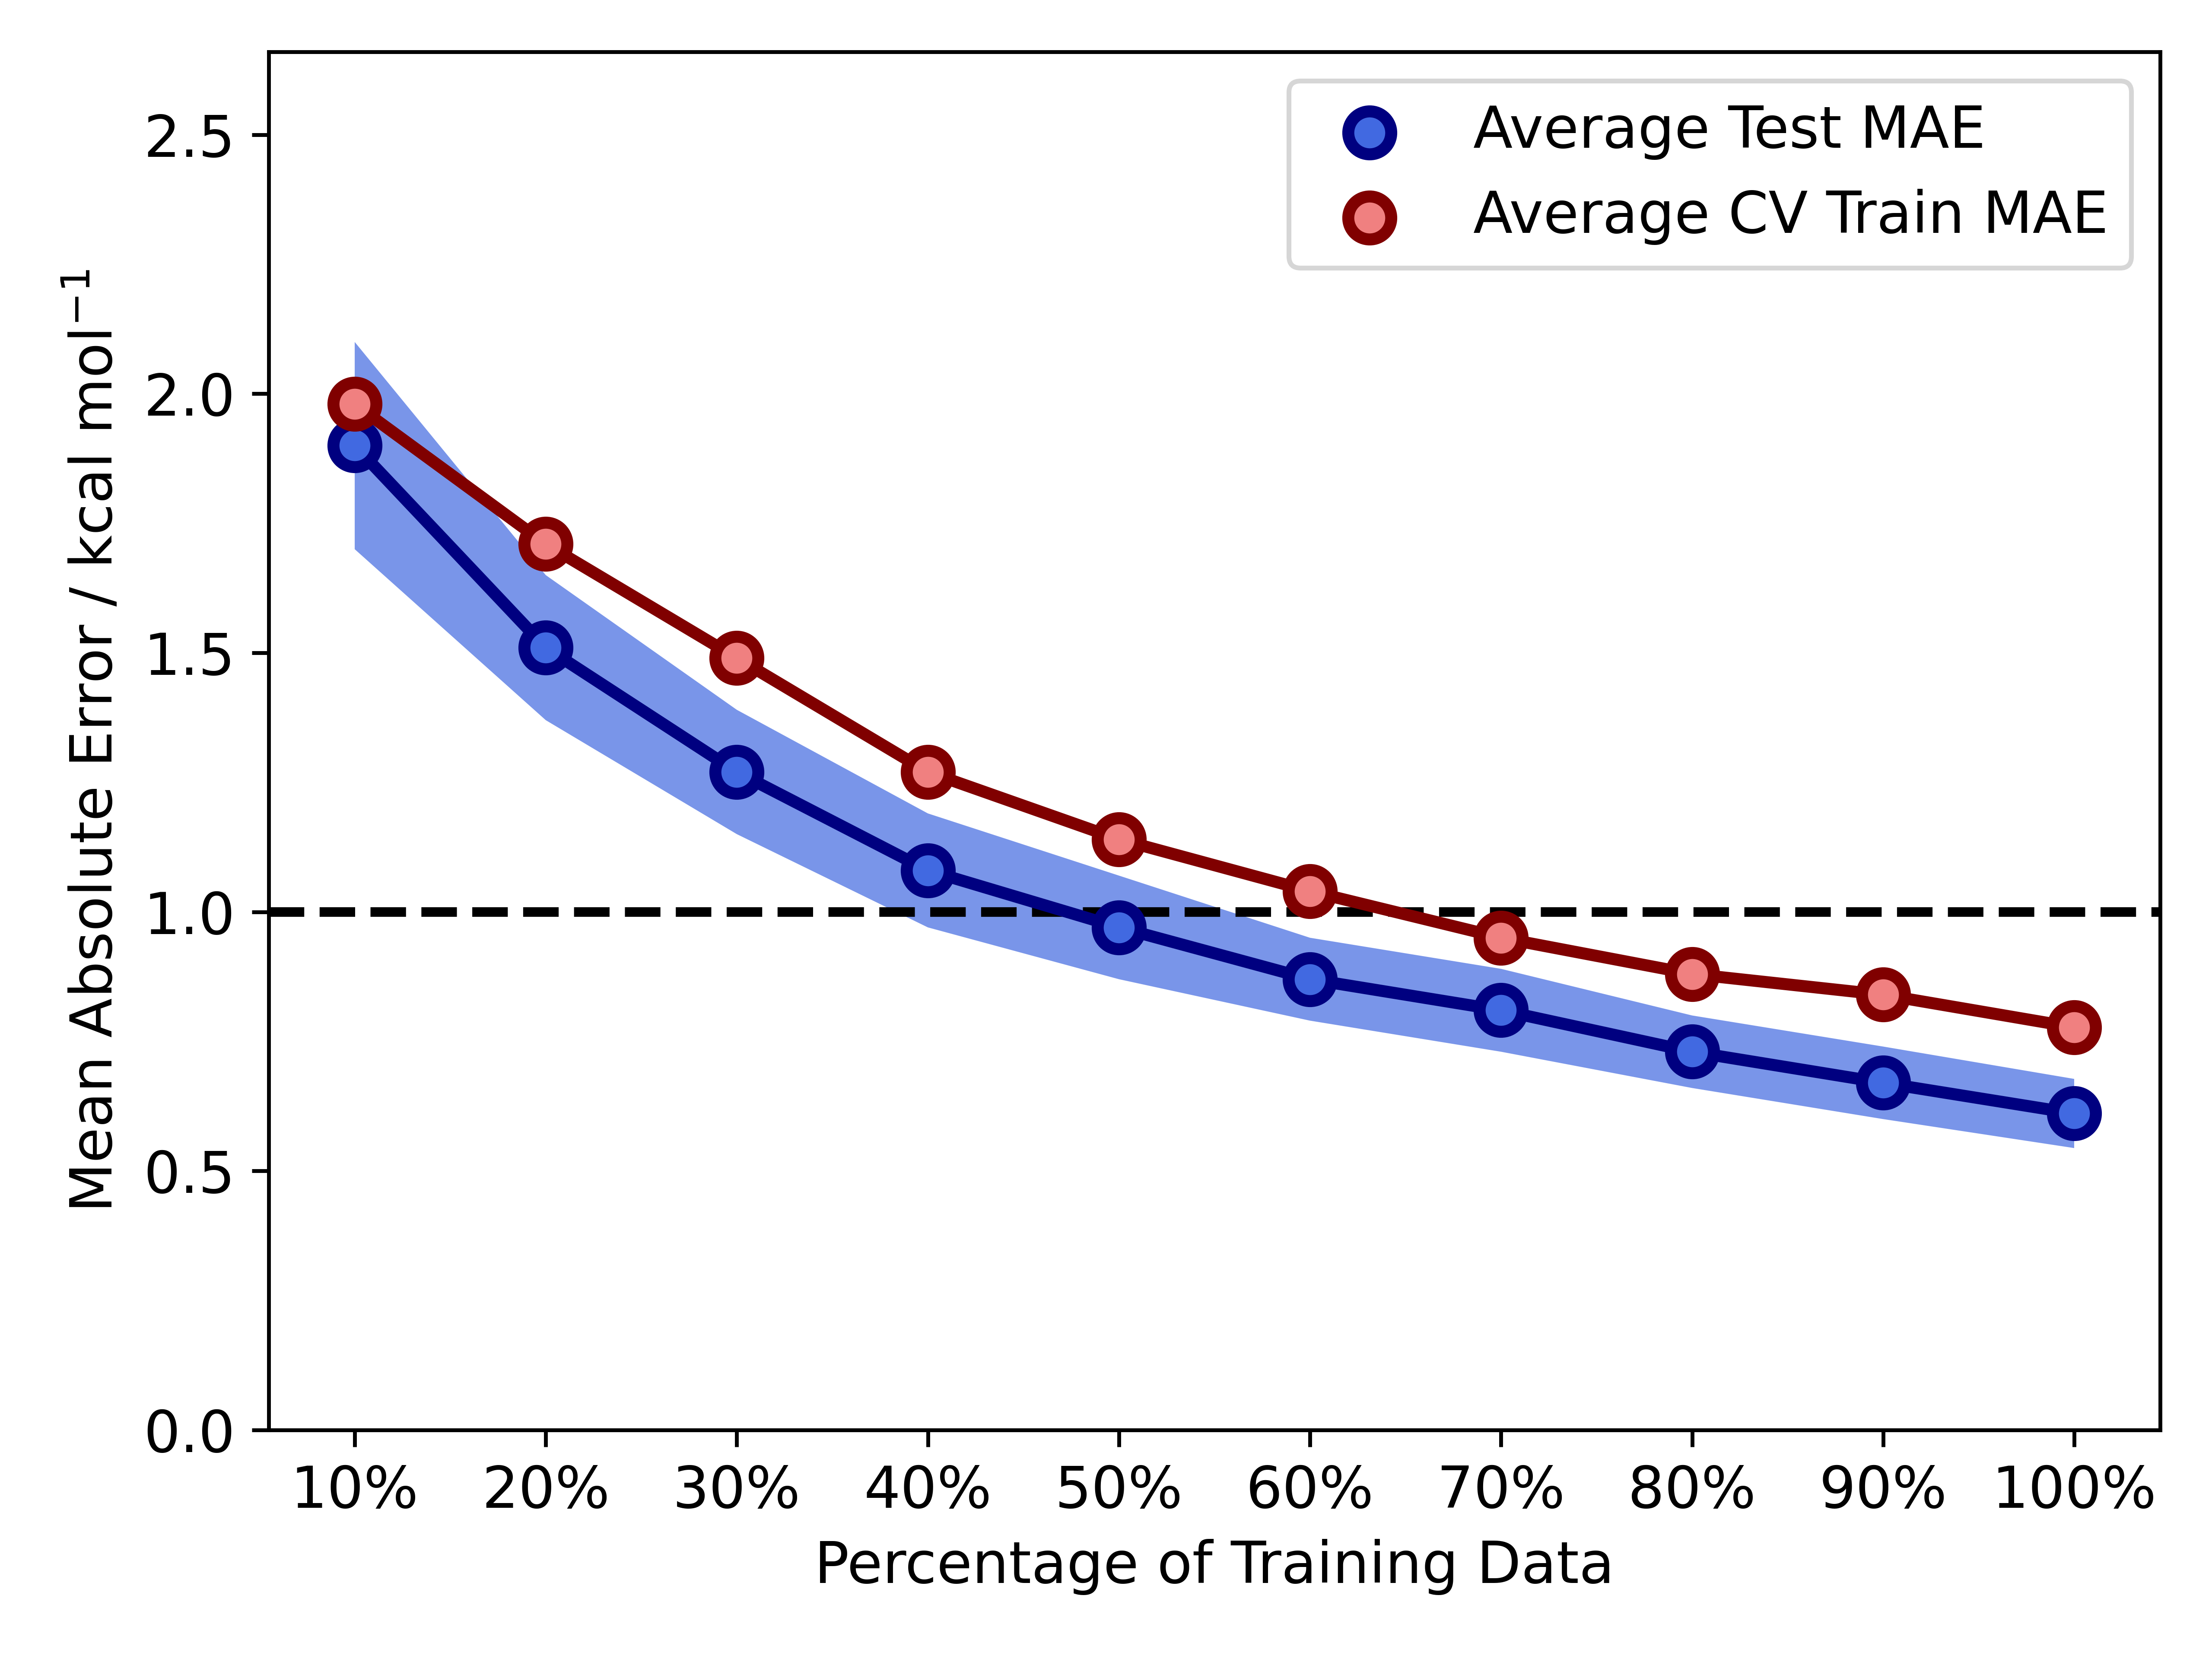 Average Test MAE
Average CV Train MAE
Mean Absolute Error / kcal mol⁻¹
2.5
2.0
1.5
1.0
0.5
0.0
10% 20% 30% 40% 50% 60% 70% 80% 90% 100%
Percentage of Training Data